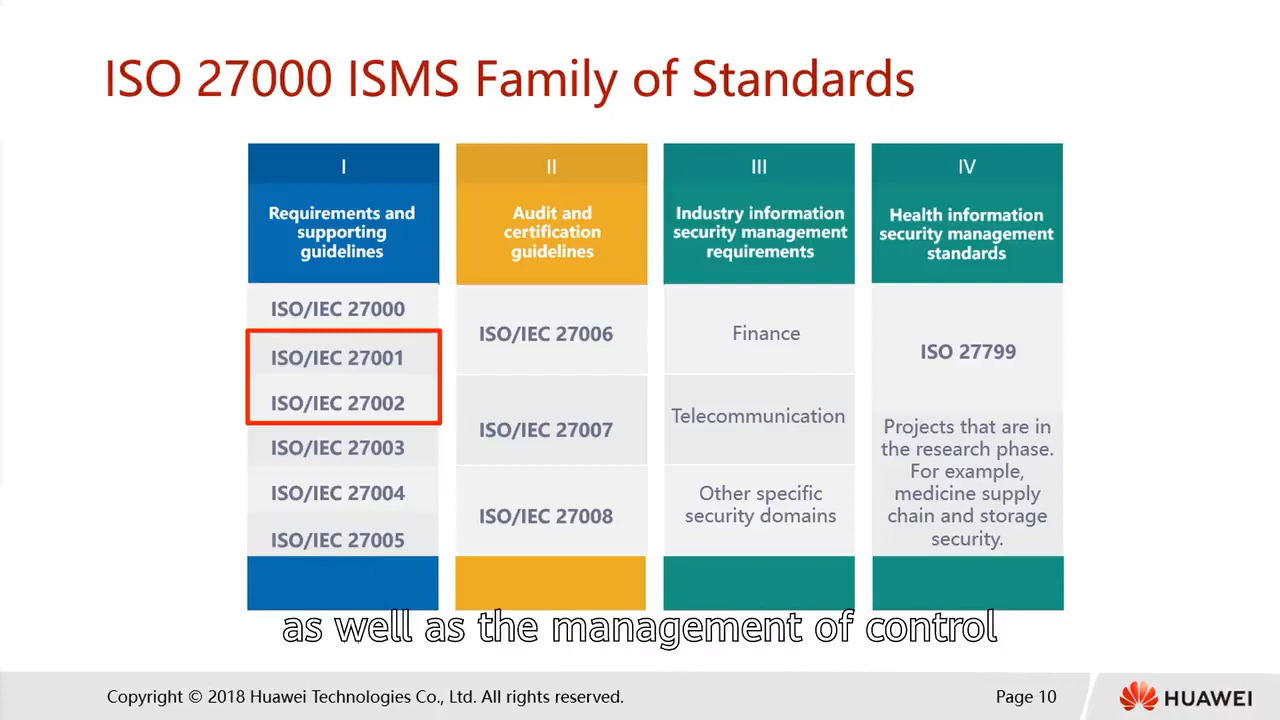 ISO 27000 ISMS Family of Standards
I
Requirements and
supporting
guidelines
ISO/IEC 27000
ISO/IEC 27001
ISO/IEC 27002
ISO/IEC 27003
ISO/IEC 27004
ISO/IEC 27005
II
Audit and
certification
guidelines
ISO/IEC 27006
ISO/IEC 27007
ISO/IEC 27008
III
Industry information
security management
requirements
Finance
Telecommunication
Other specific
security domains
IV
Health information
security management
standards
ISO 27799
Projects that are in
the research phase.
For example,
medicine supply
chain and storage
security.
as well as the management of control
Copyright © 2018 Huawei Technologies Co., Ltd. All rights reserved.
Page 10
HUAWEI